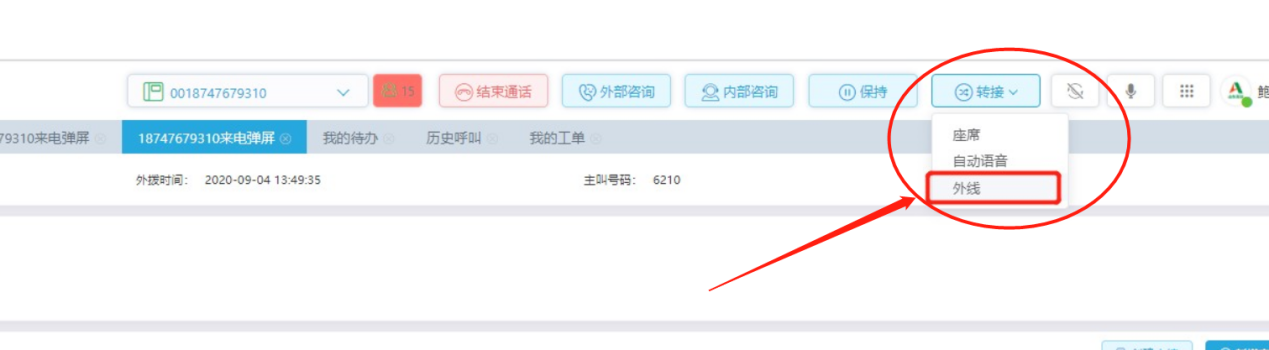 0018747679310
15
结束通话
外部咨询
内部咨询
保持
转接
79310来电弹屏
18747679310来电弹屏
我的待办
历史呼叫
我的工单
座席
自动语音
外线
外拨时间： 2020-09-04 13:49:35
主叫号码： 6210